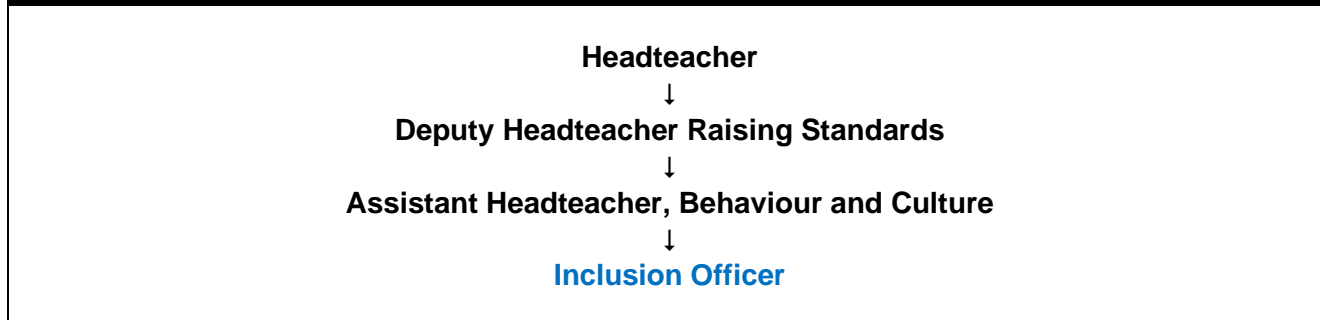 Headteacher
↓
Deputy Headteacher Raising Standards
↓
Assistant Headteacher, Behaviour and Culture
↓
Inclusion Officer